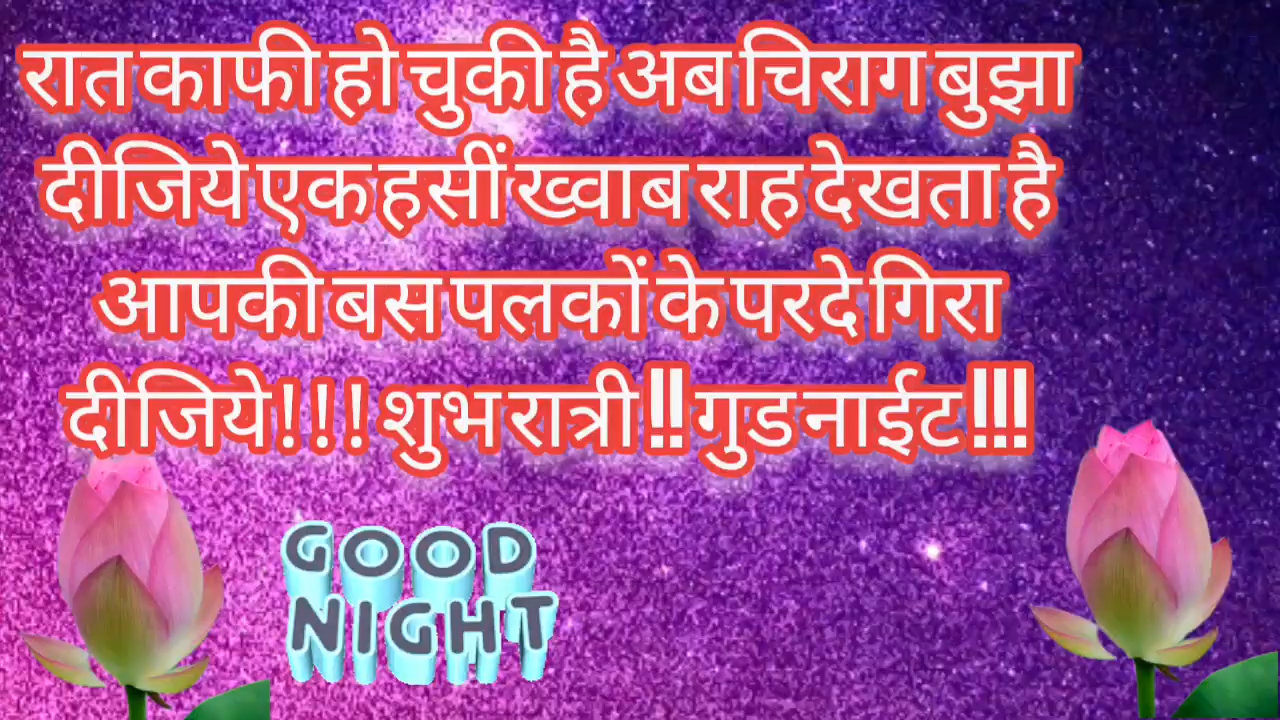 रात काफी हो चुकी है अब चिराग बुझा
दीजिये एक हसीं ख्वाब राह देखता है
आपकी बस पलकों के परदे गिरा
दीजिये!!! शुभ रात्री!! गुड नाईट!!!
GOOD
NIGHT